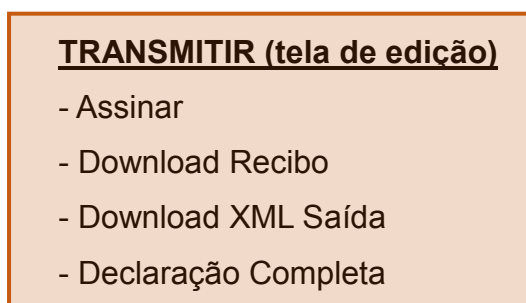 TRANSMITIR (tela de edição)
- Assinar
- Download Recibo
- Download XML Saída
- Declaração Completa